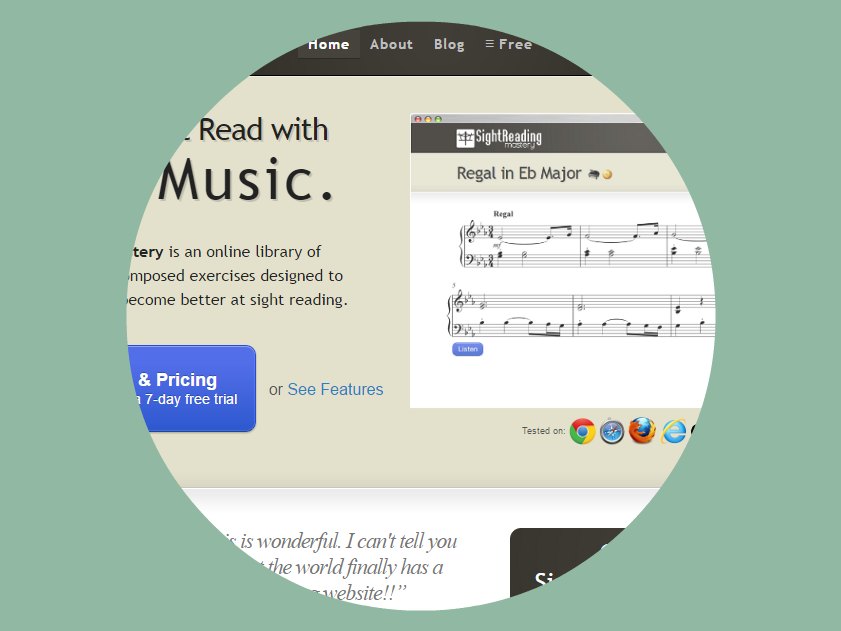 Home About Blog ≡ Free
Read with
Music.
tery is an online library of
mposed exercises designed to
ecome better at sight reading.
& Pricing
a 7-day free trial
or See Features
SightReading
mastery
Regal in Eb Major
Regal
mf
5
Listen
Tested on:
is is wonderful. I can't tell you
t the world finally has a
g website!!”
Si